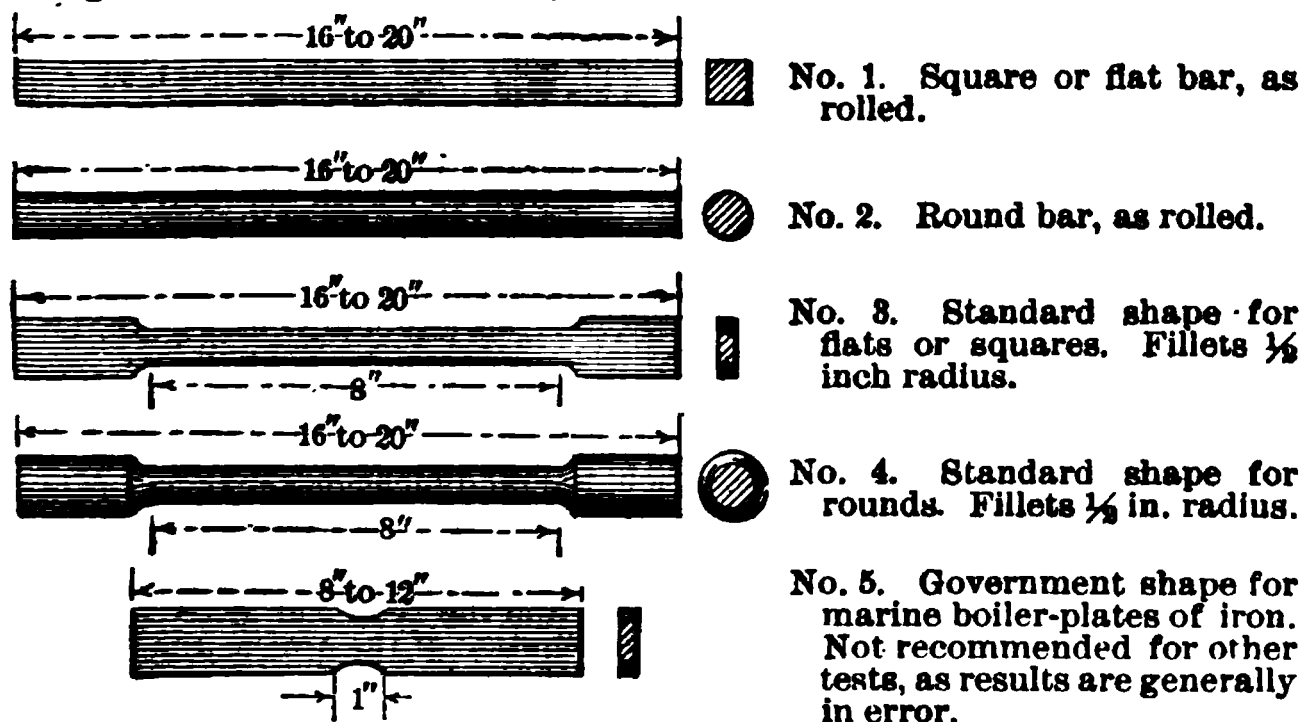 16" to 20"
No. 1. Square or flat bar, as
rolled.
16" to 20"
No. 2. Round bar, as rolled.
16" to 20"
No. 3. Standard shape for
flats or squares. Fillets ½
inch radius.
8"
16" to 20"
No. 4. Standard shape for
rounds. Fillets ½ in. radius.
8"
8" to 12"
No. 5. Government shape for
marine boiler-plates of iron.
Not recommended for other
tests, as results are generally
in error.
1"